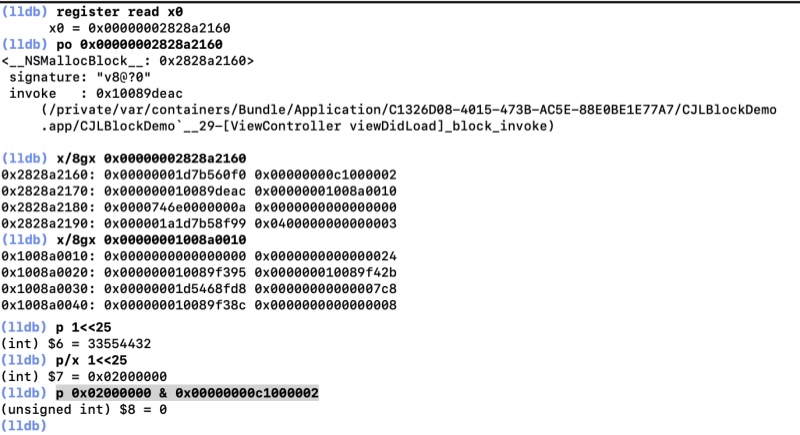 (lldb) register read x0
x0 = 0x00000002828a2160
(lldb) po 0x00000002828a2160
<__NSMallocBlock__: 0x2828a2160>
signature: "v8@?0"
invoke : 0x10089deac
(/private/var/containers/Bundle/Application/C1326D08-4015-473B-AC5E-88E0BE1E77A7/CJLBlockDemo
.app/CJLBlockDemo`__29-[ViewController viewDidLoad]_block_invoke)
(lldb) x/8gx 0x00000002828a2160
0x2828a2160: 0x00000001d7b560f0 0x00000000c1000002
0x2828a2170: 0x000000010089deac 0x00000001008a0010
0x2828a2180: 0x0000746e0000000a 0x0000000000000000
0x2828a2190: 0x000001a1d7b58f99 0x0400000000000003
(lldb) x/8gx 0x00000001008a0010
0x1008a0010: 0x0000000000000000 0x0000000000000024
0x1008a0020: 0x000000010089f395 0x000000010089f42b
0x1008a0030: 0x00000001d5468fd8 0x00000000000007c8
0x1008a0040: 0x000000010089f38c 0x0000000000000008
(lldb) p 1<<25
(int) $6 = 33554432
(lldb) p/x 1<<25
(int) $7 = 0x02000000
(lldb) p 0x02000000 & 0x00000000c1000002
(unsigned int) $8 = 0
(lldb)